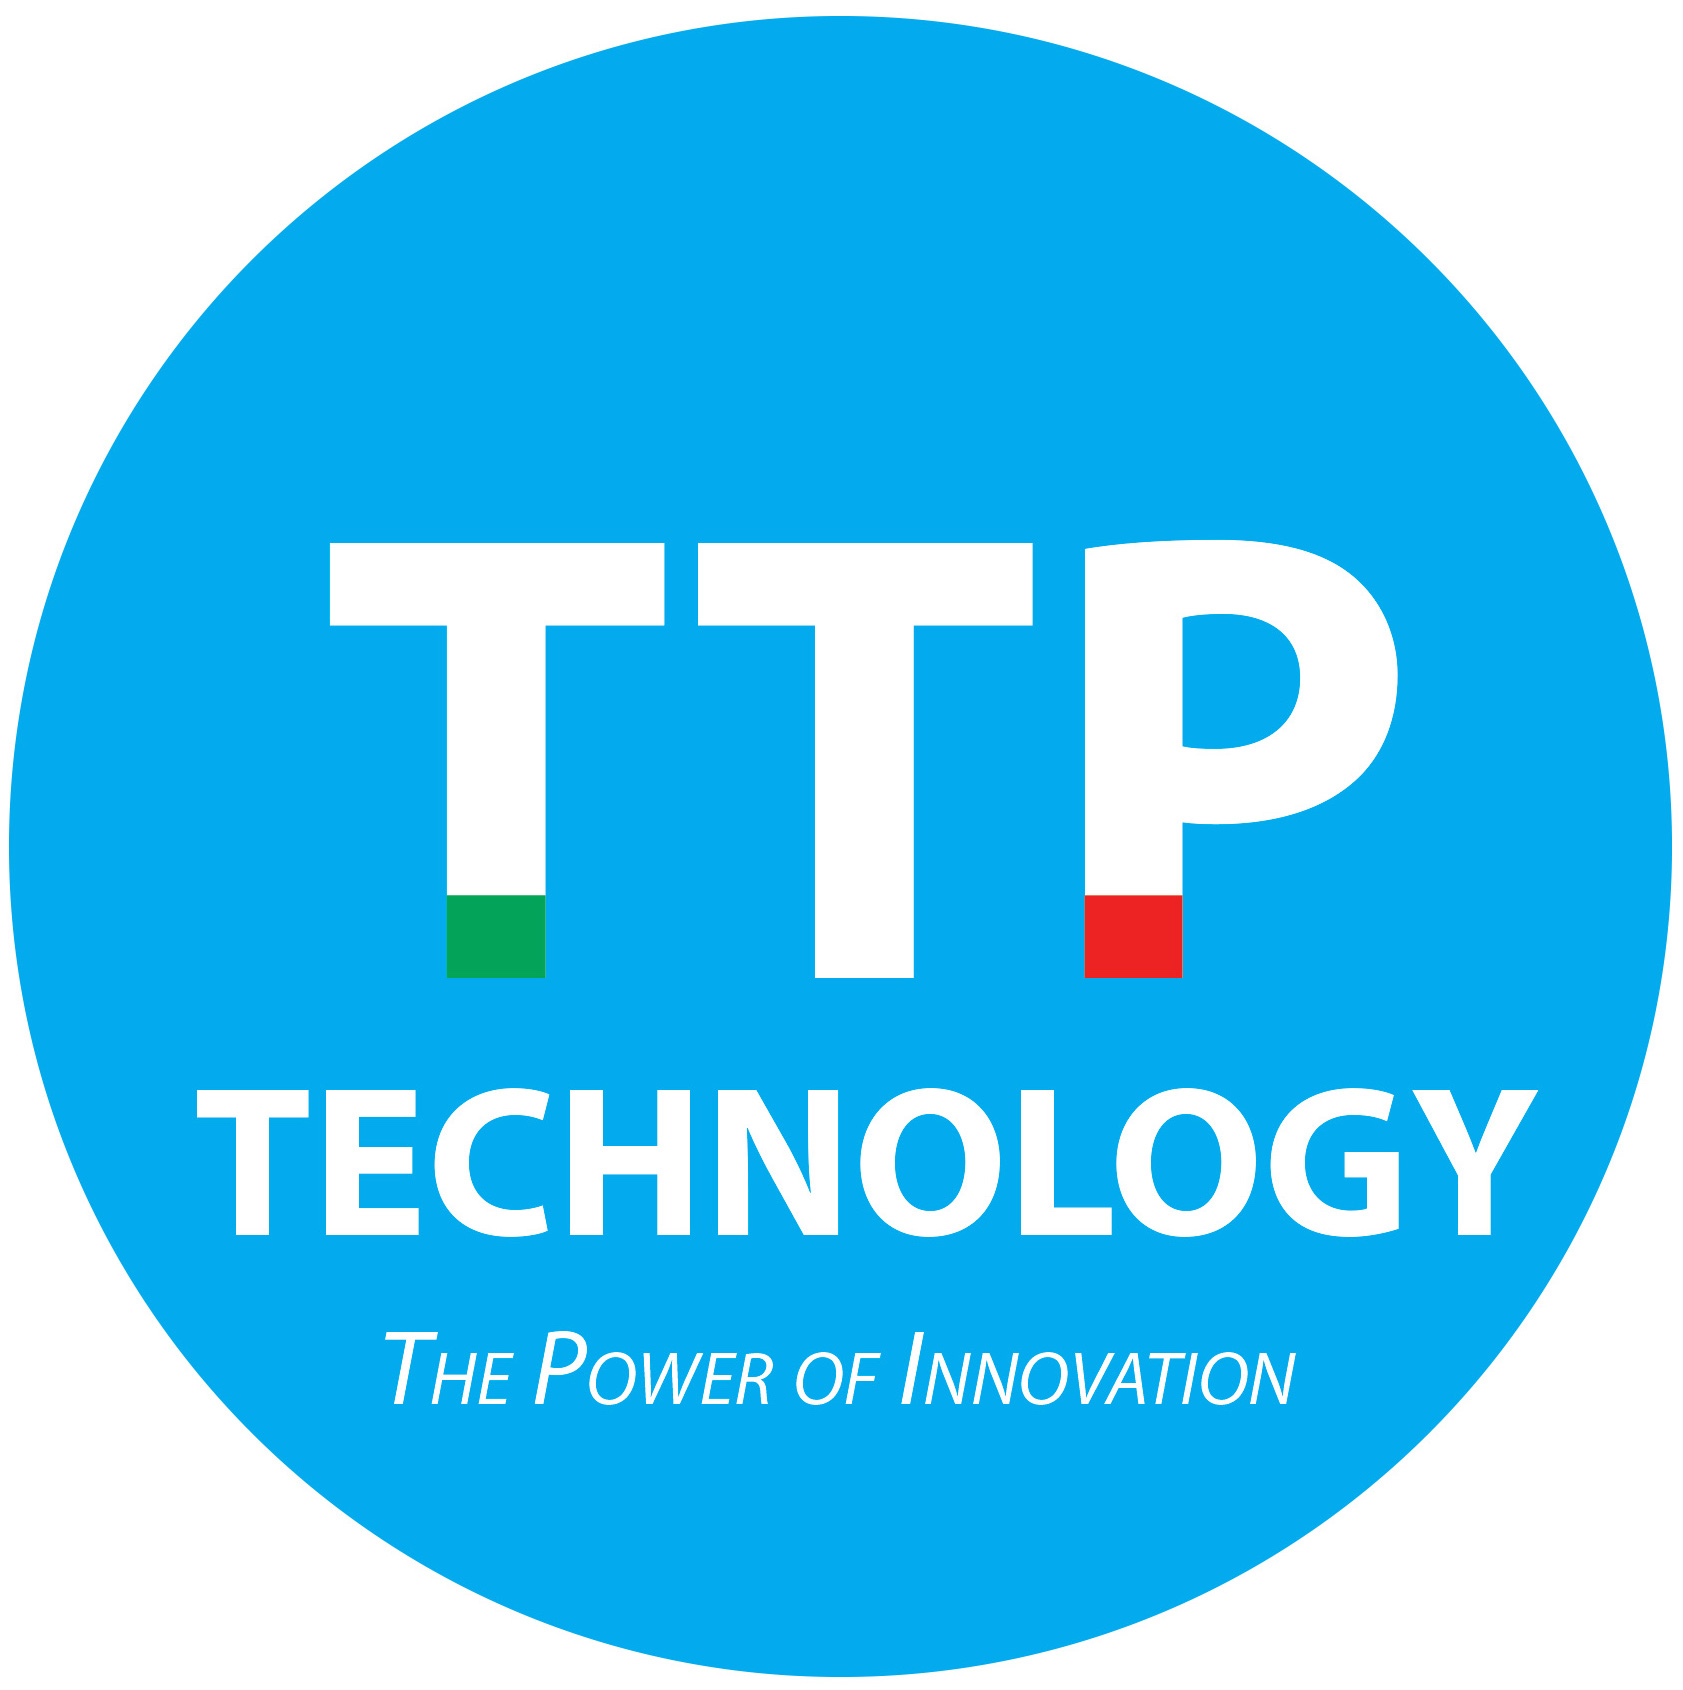 TTP
TECHNOLOGY
The Power of Innovation